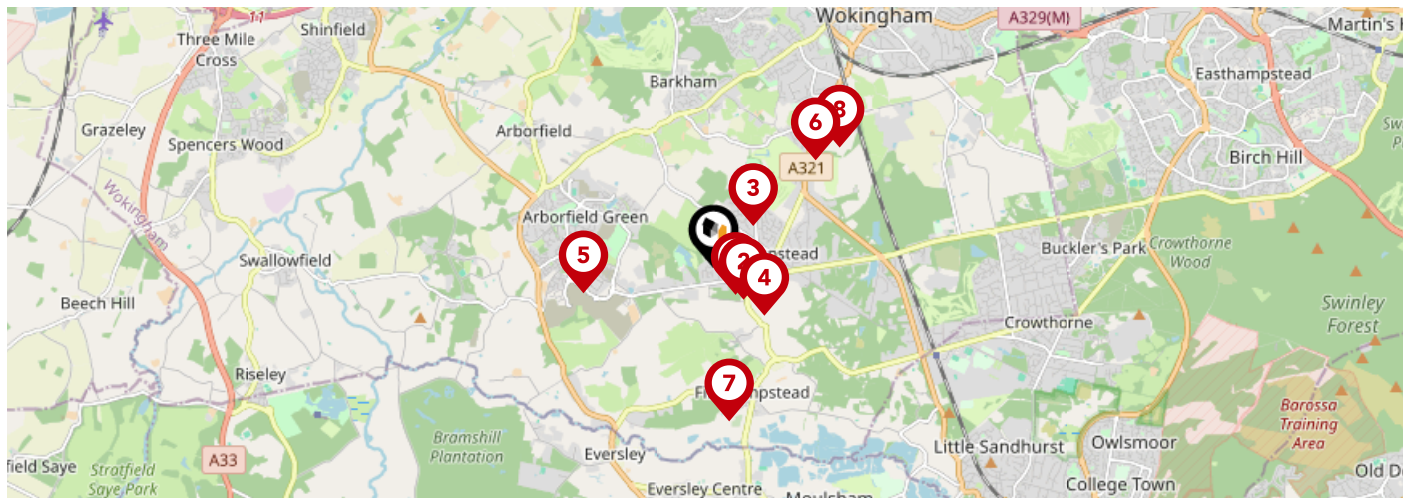 11
Wokingham
A329(M)
Martin's
Three Mile
Cross
Shinfield
Easthampstead
Barkham
Grazeley
Arborfield
8
6
Spencers Wood
Birch Hill
A321
Wokingham
3
Arborfield Green
5
2
4
Buckler's Park
Crowthorne
Wood
Swallowfield
Beech Hill
Swinley
Forest
Crowthorne
Riseley
7
Barossa
Training
Area
Bramshill
Plantation
Eversley
Little Sandhurst
Owlsmoor
A33
field Saye
Stratfield
Saye Park
College Town
Old D
Eversley Centre